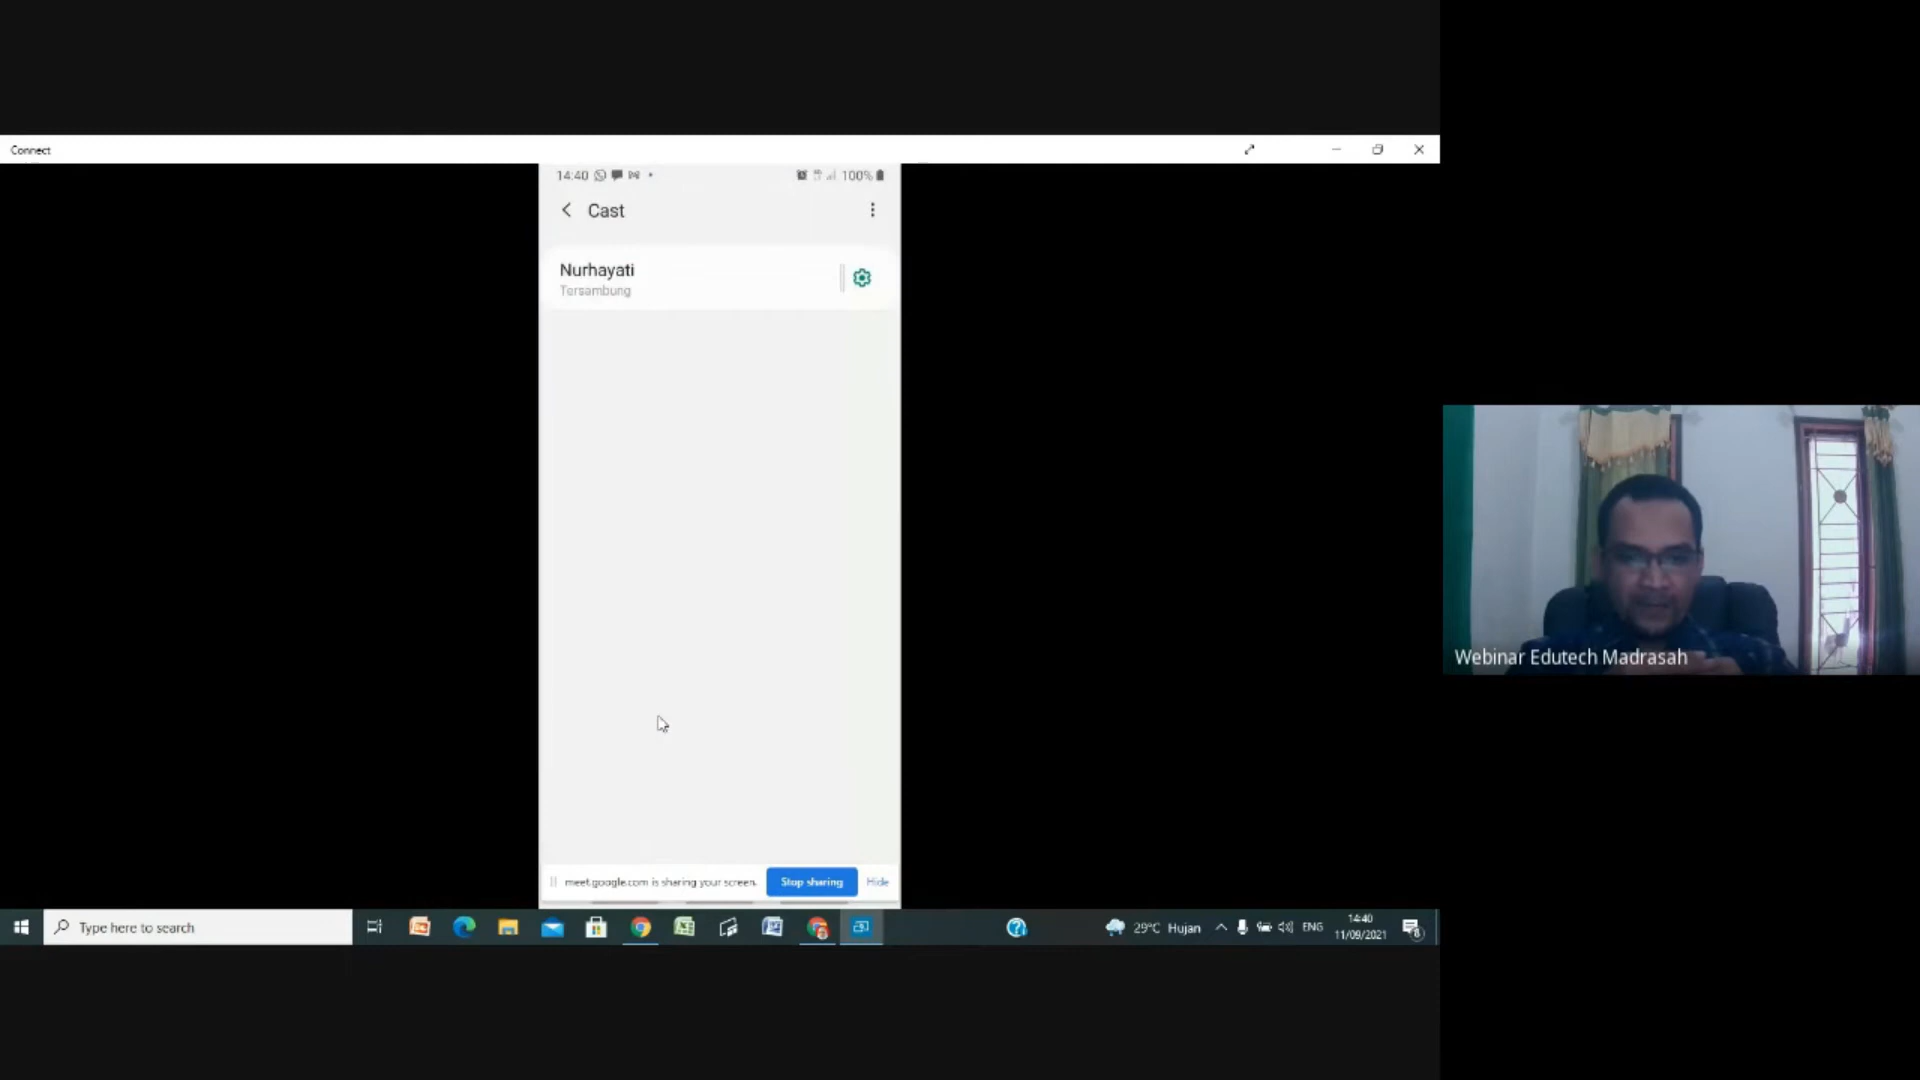 Connect
14:40
100%
Cast
Nurhayati
Tersambung
meet.google.com is sharing your screen.
Stop sharing
Hide
Type here to search
29°C Hujan
ENG
14:40
11/09/2021
8
Webinar Edutech Madrasah